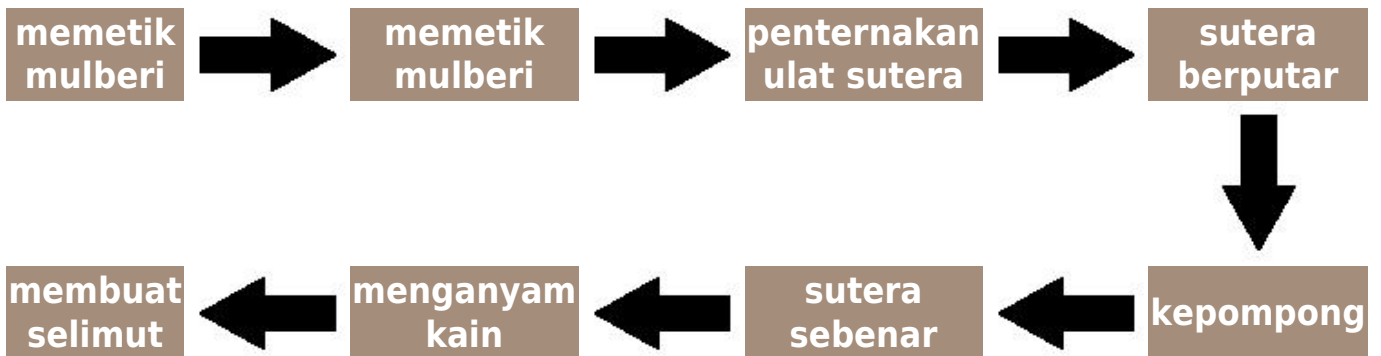 memetik
mulberi
memetik
mulberi
penternakan
ulat sutera
sutera
berputar
kepompong
sutera
sebenar
menganyam
kain
membuat
selimut